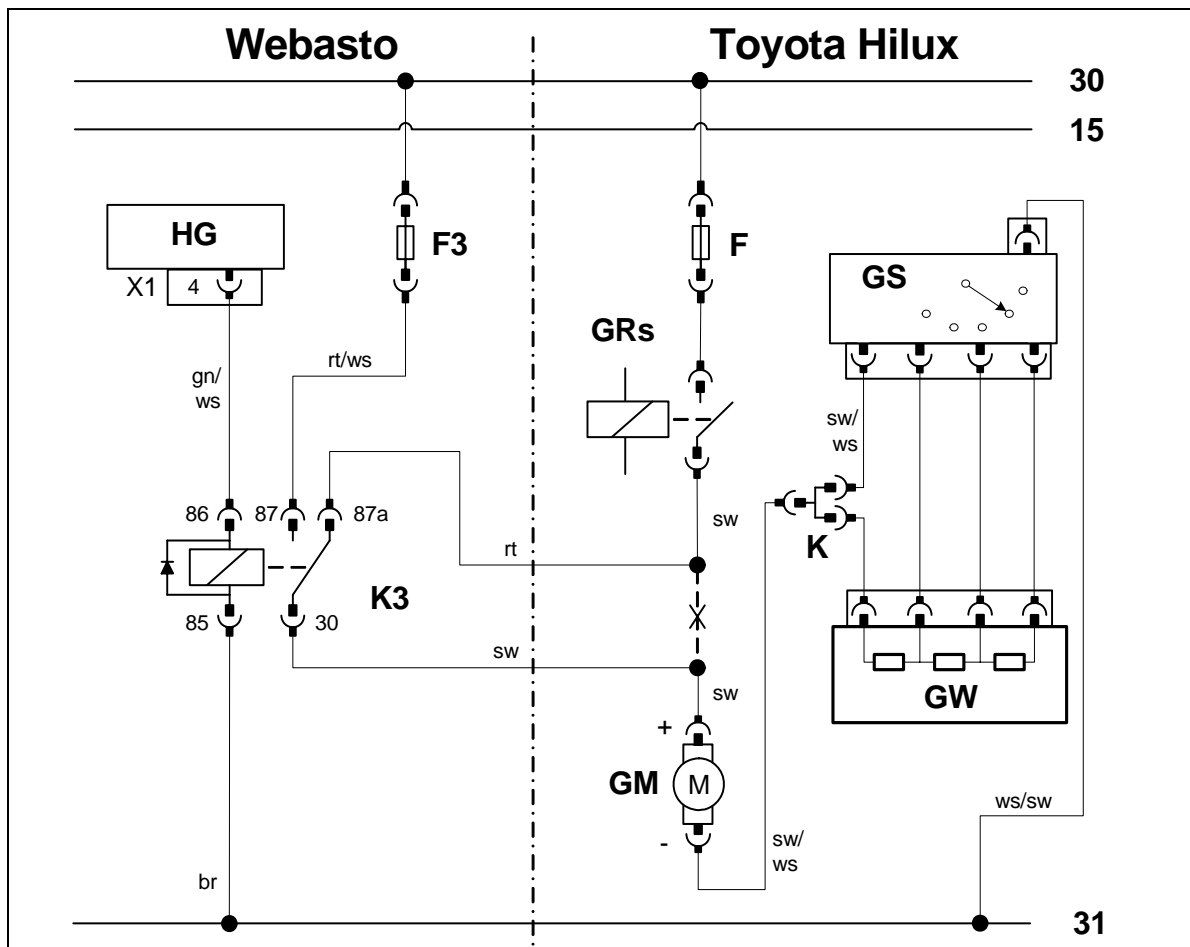 Webasto Toyota Hilux
30
15
HG
F3
F
GS
X1 4
GRs
rt/ws
gn/
ws
sw/
ws
86 87 87a
sw
K
rt
K3
85 30
sw
GW
sw
+
GM M
ws/sw
-
sw/
ws
br
31